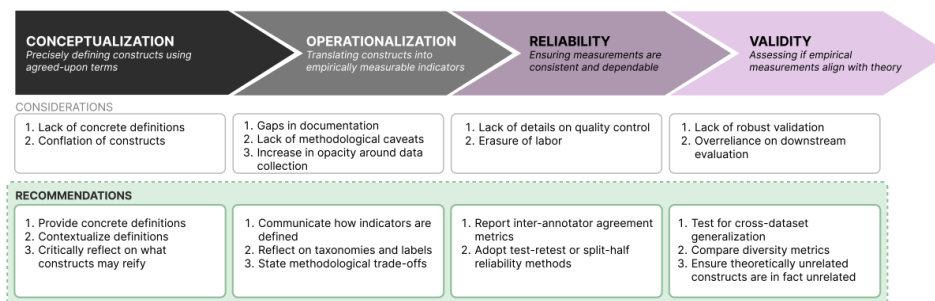 CONCEPTUALIZATION
Precisely defining constructs using
agreed-upon terms
OPERATIONALIZATION
Translating constructs into
empirically measurable indicators
RELIABILITY
Ensuring measurements are
consistent and dependable
VALIDITY
Assessing if empirical
measurements align with theory
CONSIDERATIONS
1. Lack of concrete definitions
2. Conflation of constructs
1. Gaps in documentation
2. Lack of methodological caveats
3. Increase in opacity around data
collection
1. Lack of details on quality control
2. Erasure of labor
1. Lack of robust validation
2. Overreliance on downstream
evaluation
RECOMMENDATIONS
1. Provide concrete definitions
2. Contextualize definitions
3. Critically reflect on what
constructs may reify
1. Communicate how indicators are
defined
2. Reflect on taxonomies and labels
3. State methodological trade-offs
1. Report inter-annotator agreement
metrics
2. Adopt test-retest or split-half
reliability methods
1. Test for cross-dataset
generalization
2. Compare diversity metrics
3. Ensure theoretically unrelated
constructs are in fact unrelated